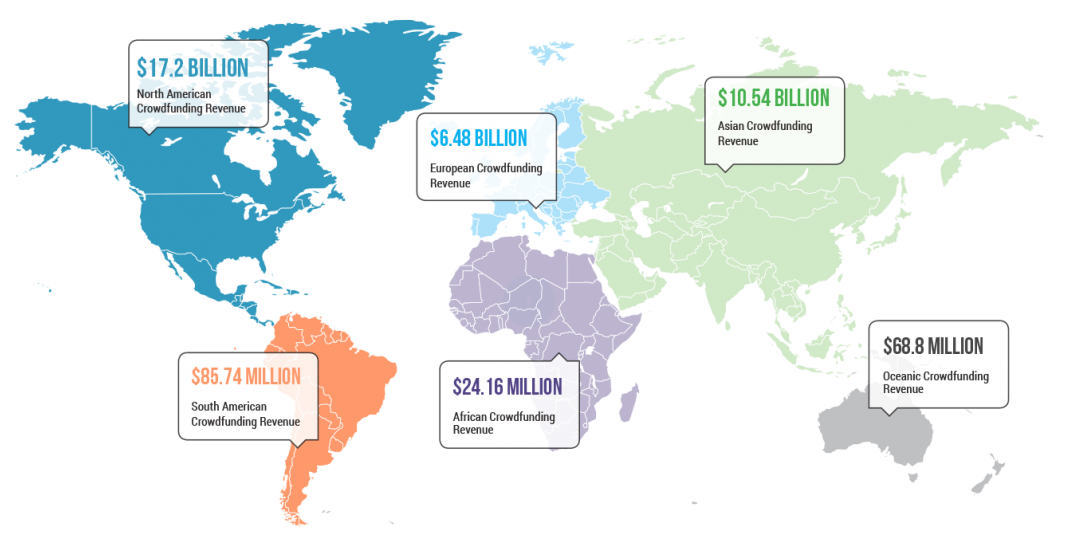 $17.2 BILLION
North American
Crowdfunding Revenue
$6.48 BILLION
European Crowdfunding
Revenue
$10.54 BILLION
Asian Crowdfunding
Revenue
$85.74 MILLION
South American
Crowdfunding Revenue
$24.16 MILLION
African Crowdfunding
Revenue
$68.8 MILLION
Oceanic Crowdfunding
Revenue